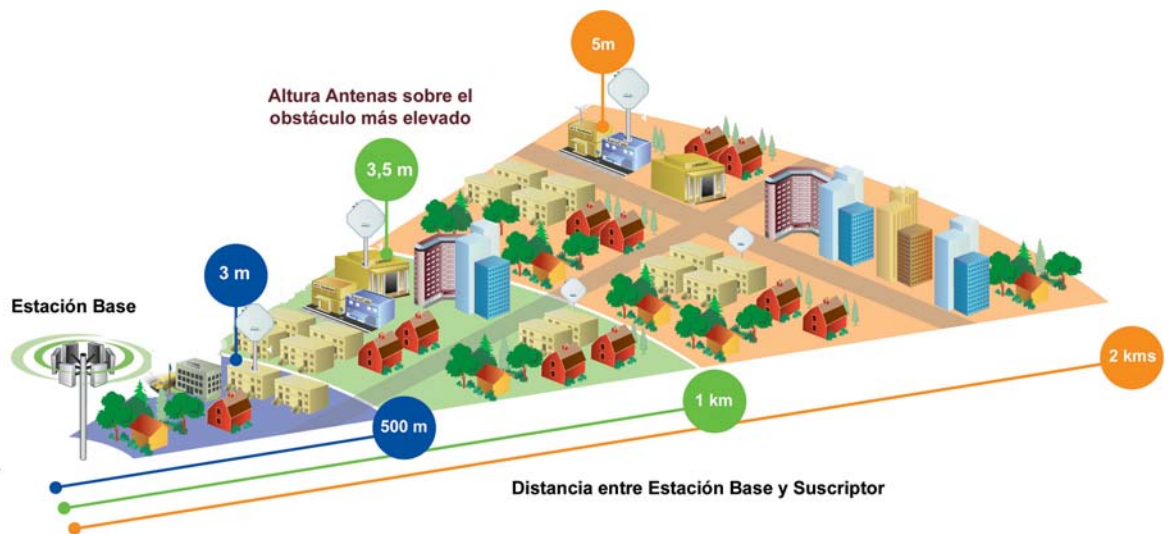 5m
Altura Antenas sobre el
obstáculo más elevado
3,5 m
3 m
Estación Base
2 kms
1 km
500 m
Distancia entre Estación Base y Suscriptor